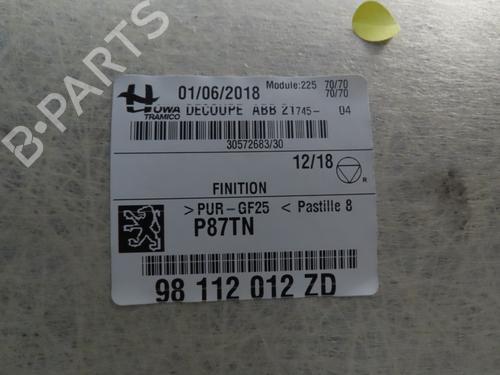 01/06/2018 Module:225 70/70
70/70
HOWA DECOUPE ABB 21745- 04
TRAMICO
30572683/30
12/18 R
FINITION
>PUR-GF25 < Pastille 8
P87TN
98 112 012 ZD
B-PARTS